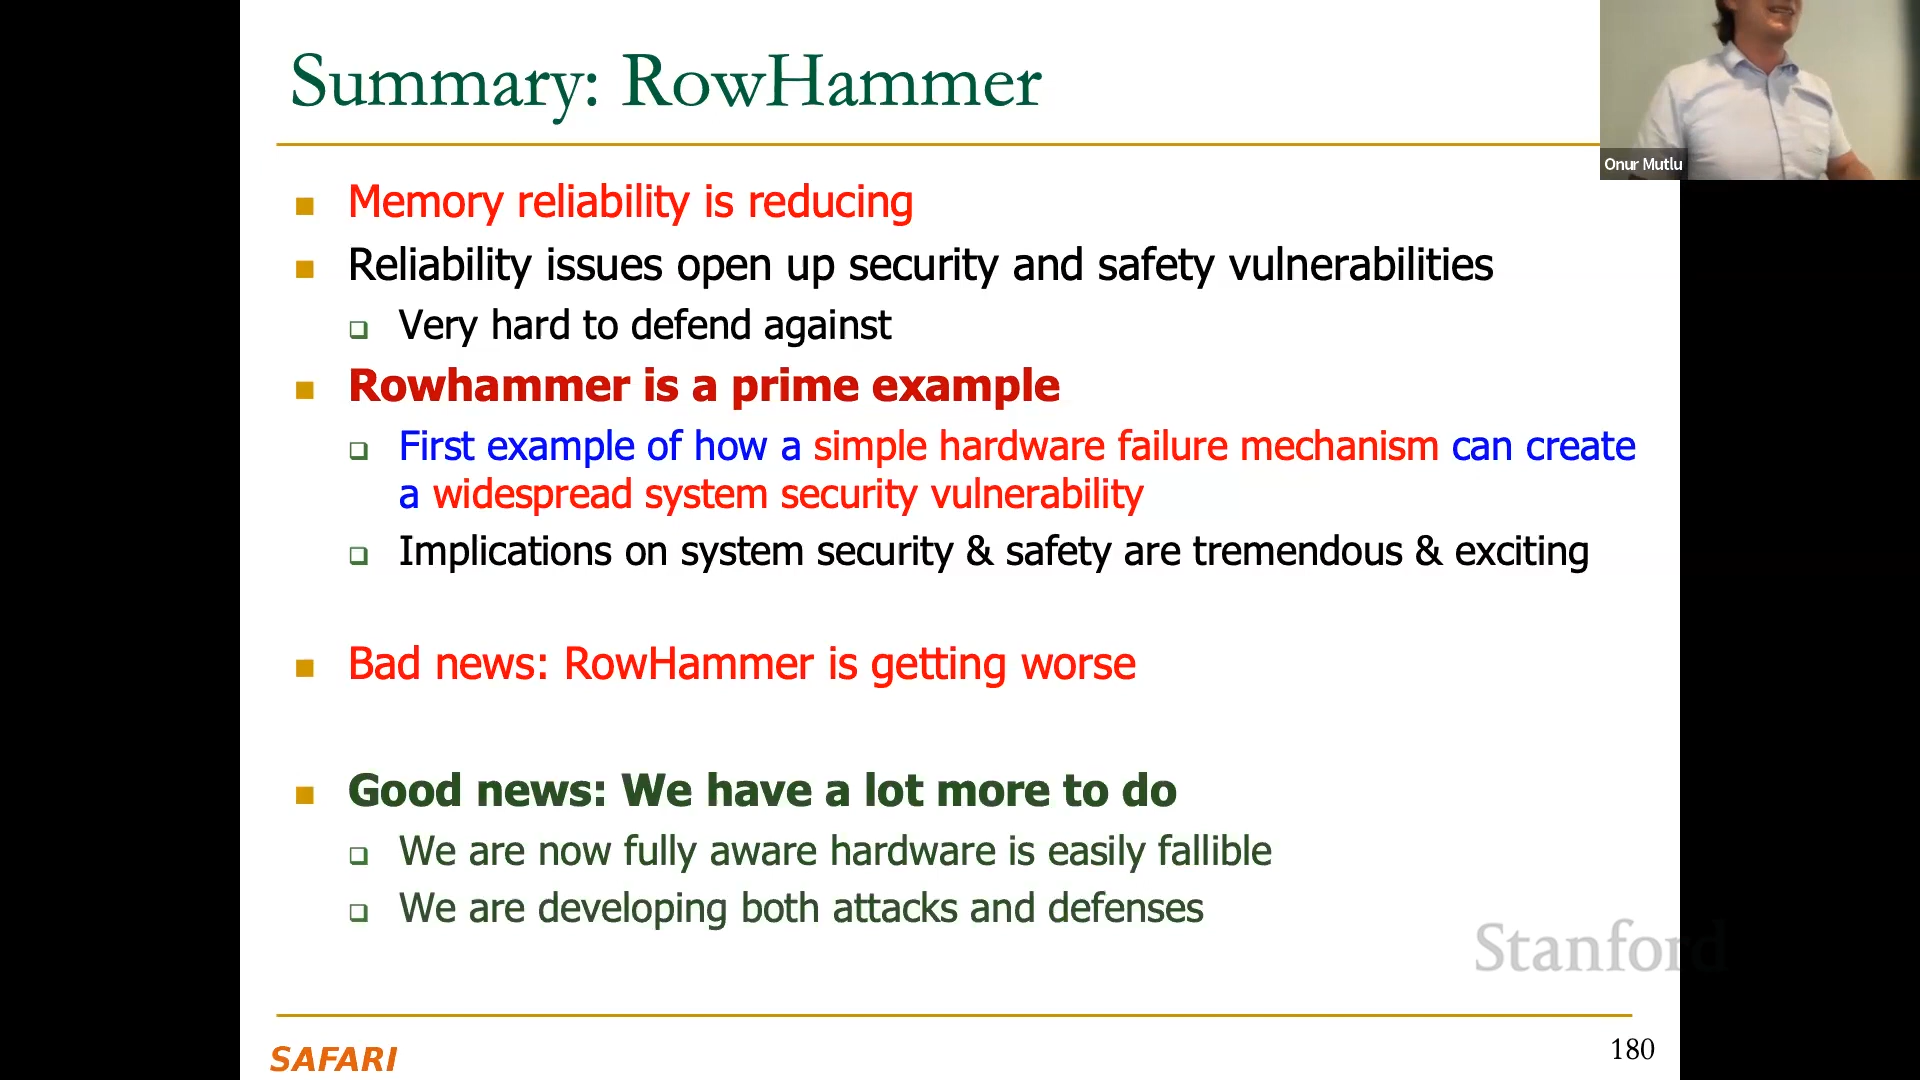 Summary: RowHammer
Onur Mutlu
Memory reliability is reducing
Reliability issues open up security and safety vulnerabilities
Very hard to defend against
Rowhammer is a prime example
First example of how a simple hardware failure mechanism can create
a widespread system security vulnerability
Implications on system security & safety are tremendous & exciting
Bad news: RowHammer is getting worse
Good news: We have a lot more to do
We are now fully aware hardware is easily fallible
We are developing both attacks and defenses
Stanford
SAFARI
180